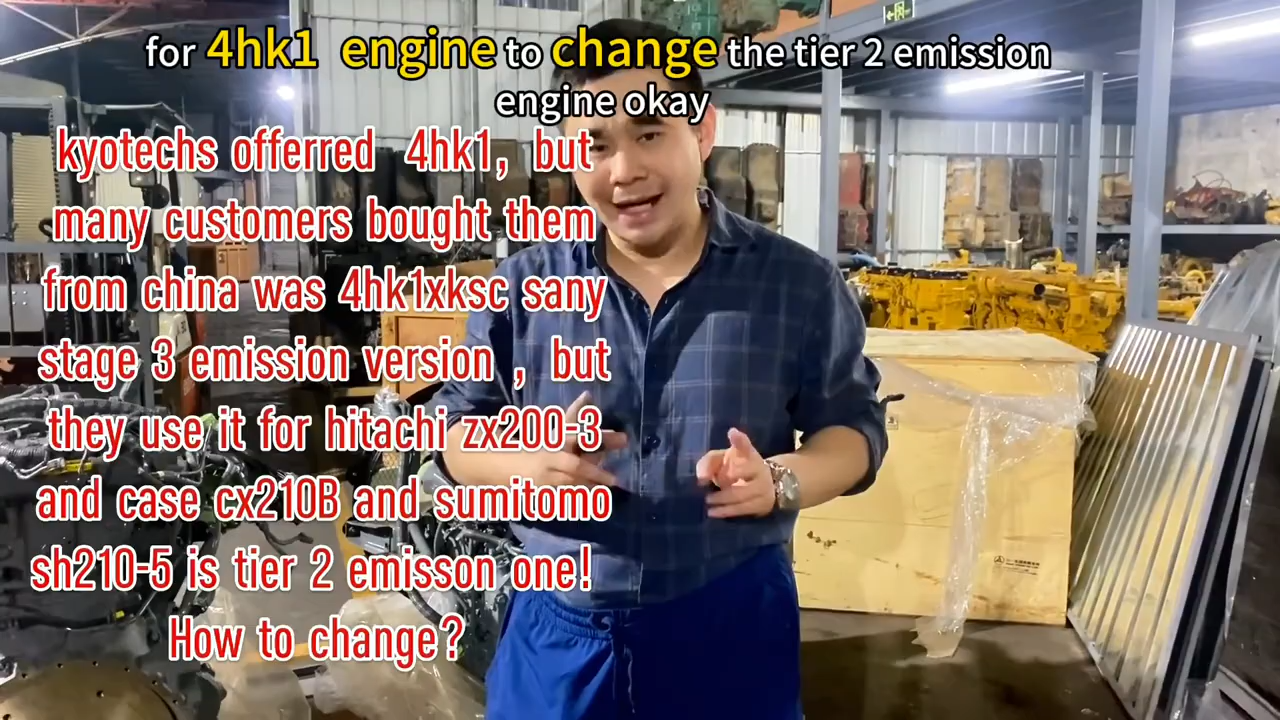 for 4hk1 engine to change the tier 2 emission
engine okay
kyotechs offerred 4hk1, but
many customers bought them
from china was 4hk1xksc sany
stage 3 emission version , but
they use it for hitachi zx200-3
and case cx210B and sumitomo
sh210-5 is tier 2 emisson one!
How to change?